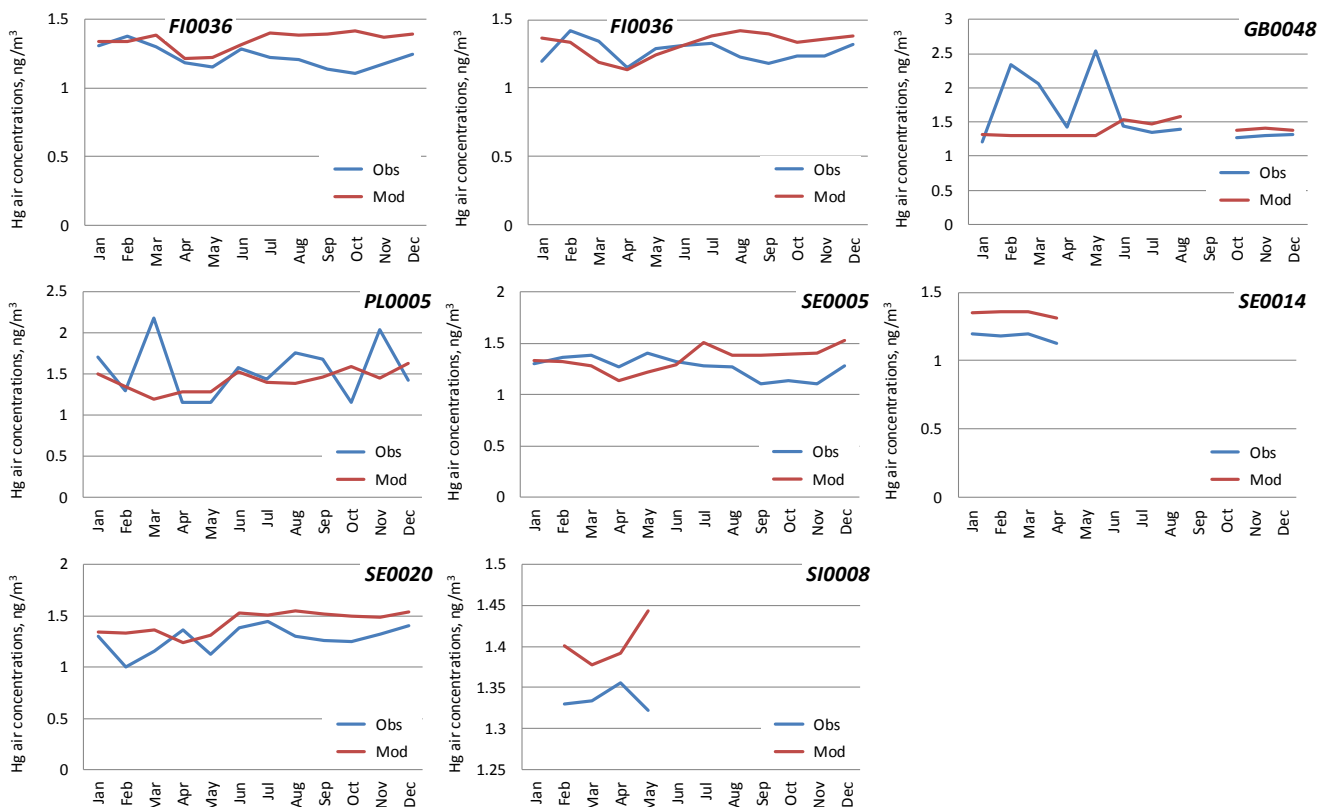 Hg air concentrations, ng/m³
1.5
1
0.5
0
FI0036
Obs
Mod
Jan
Feb
Mar
Apr
May
Jun
Jul
Aug
Sep
Oct
Nov
Dec
Hg air concentrations, ng/m³
1.5
1
0.5
0
FI0036
Obs
Mod
Jan
Feb
Mar
Apr
May
Jun
Jul
Aug
Sep
Oct
Nov
Dec
Hg air concentrations, ng/m³
3
2.5
2
1.5
1
0.5
0
GB0048
Obs
Mod
Jan
Feb
Mar
Apr
May
Jun
Jul
Aug
Sep
Oct
Nov
Dec
Hg air concentrations, ng/m³
2.5
2
1.5
1
0.5
0
PL0005
Obs
Mod
Jan
Feb
Mar
Apr
May
Jun
Jul
Aug
Sep
Oct
Nov
Dec
Hg air concentrations, ng/m³
2
1.5
1
0.5
0
SE0005
Obs
Mod
Jan
Feb
Mar
Apr
May
Jun
Jul
Aug
Sep
Oct
Nov
Dec
Hg air concentrations, ng/m³
1.5
1
0.5
0
SE0014
Obs
Mod
Jan
Feb
Mar
Apr
May
Jun
Jul
Aug
Sep
Oct
Nov
Dec
Hg air concentrations, ng/m³
2
1.5
1
0.5
0
SE0020
Obs
Mod
Jan
Feb
Mar
Apr
May
Jun
Jul
Aug
Sep
Oct
Nov
Dec
Hg air concentrations, ng/m³
1.5
1.45
1.4
1.35
1.3
1.25
SI0008
Obs
Mod
Jan
Feb
Mar
Apr
May
Jun
Jul
Aug
Sep
Oct
Nov
Dec